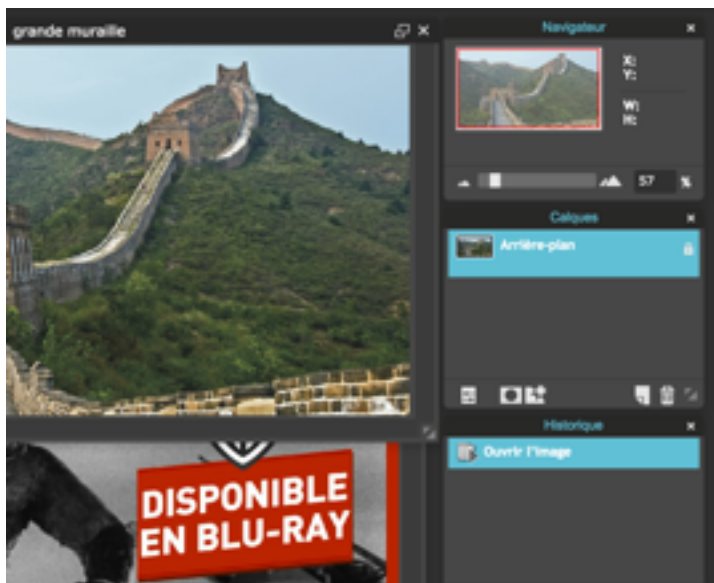 grande muraille
Navigateur
X:
Y:
W:
H:
57 %
Calques
Arrière-plan
Historique
Ouvrir l'image
DISPONIBLE
EN BLU-RAY